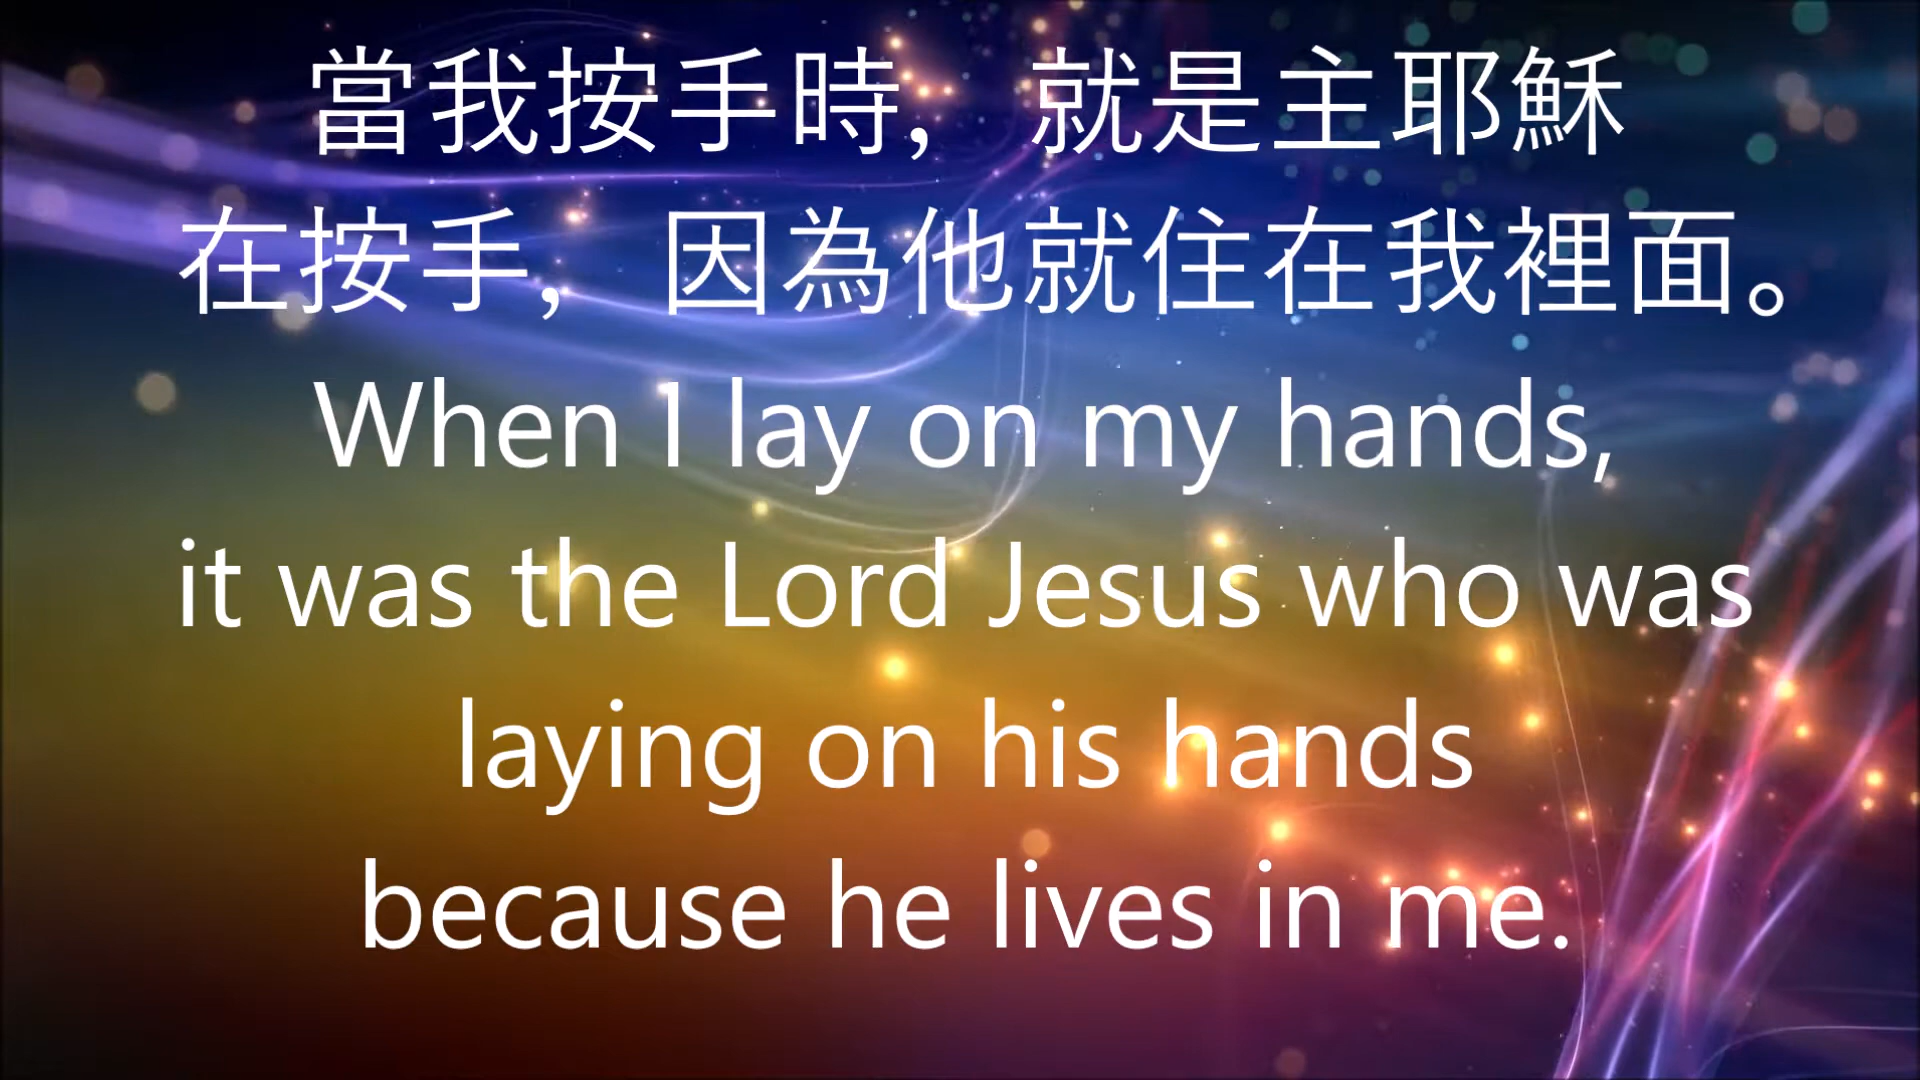 當我按手時，就是主耶穌
在按手，因為他就住在我裡面。
When I lay on my hands,
it was the Lord Jesus who was
laying on his hands
because he lives in me.